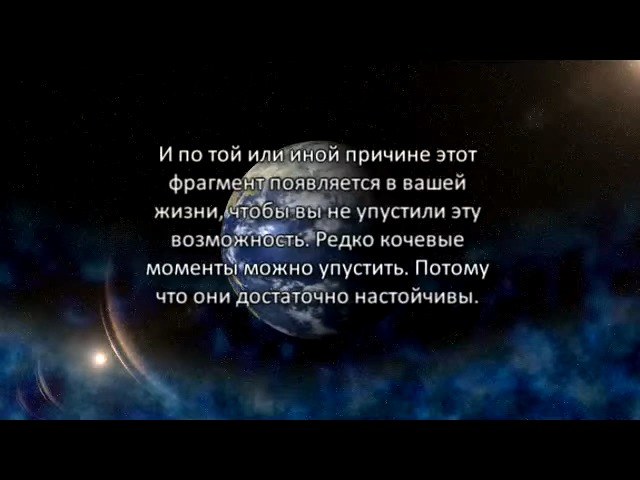 И по той или иной причине этот
фрагмент появляется в вашей
жизни, чтобы вы не упустили эту
возможность. Редко кочевые
моменты можно упустить. Потому
что они достаточно настойчивы.